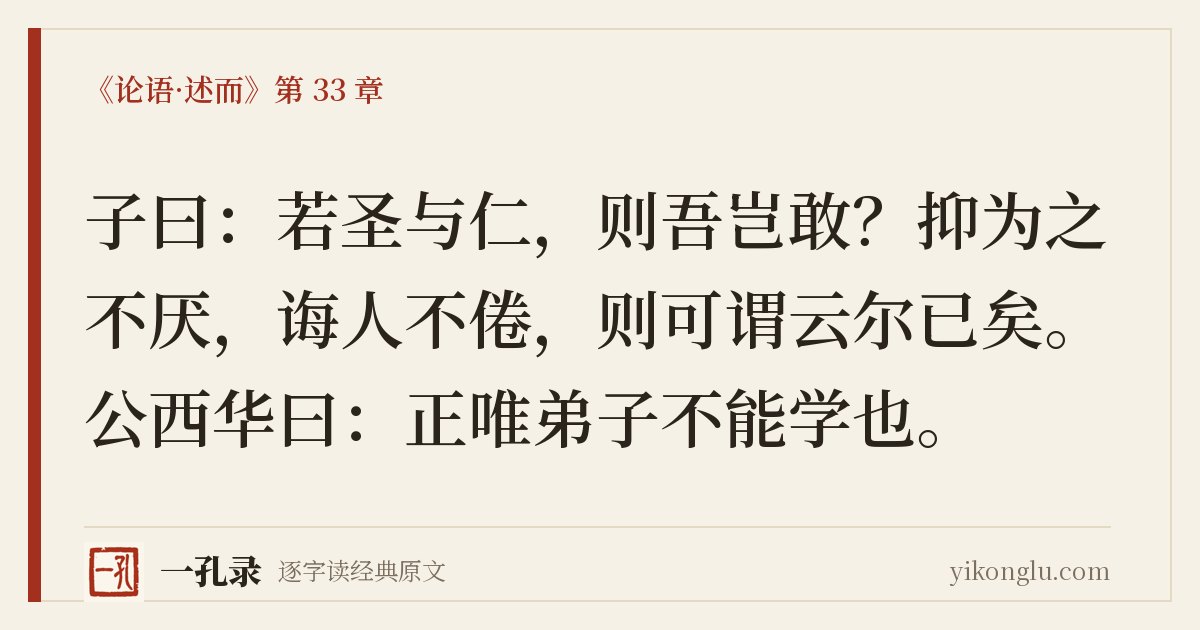 《论语·述而》第 33 章
子曰：若圣与仁，则吾岂敢？抑为之
不厌，诲人不倦，则可谓云尔已矣。
公西华曰：正唯弟子不能学也。
一孔
一孔录 逐字读经典原文 yikonglu.com